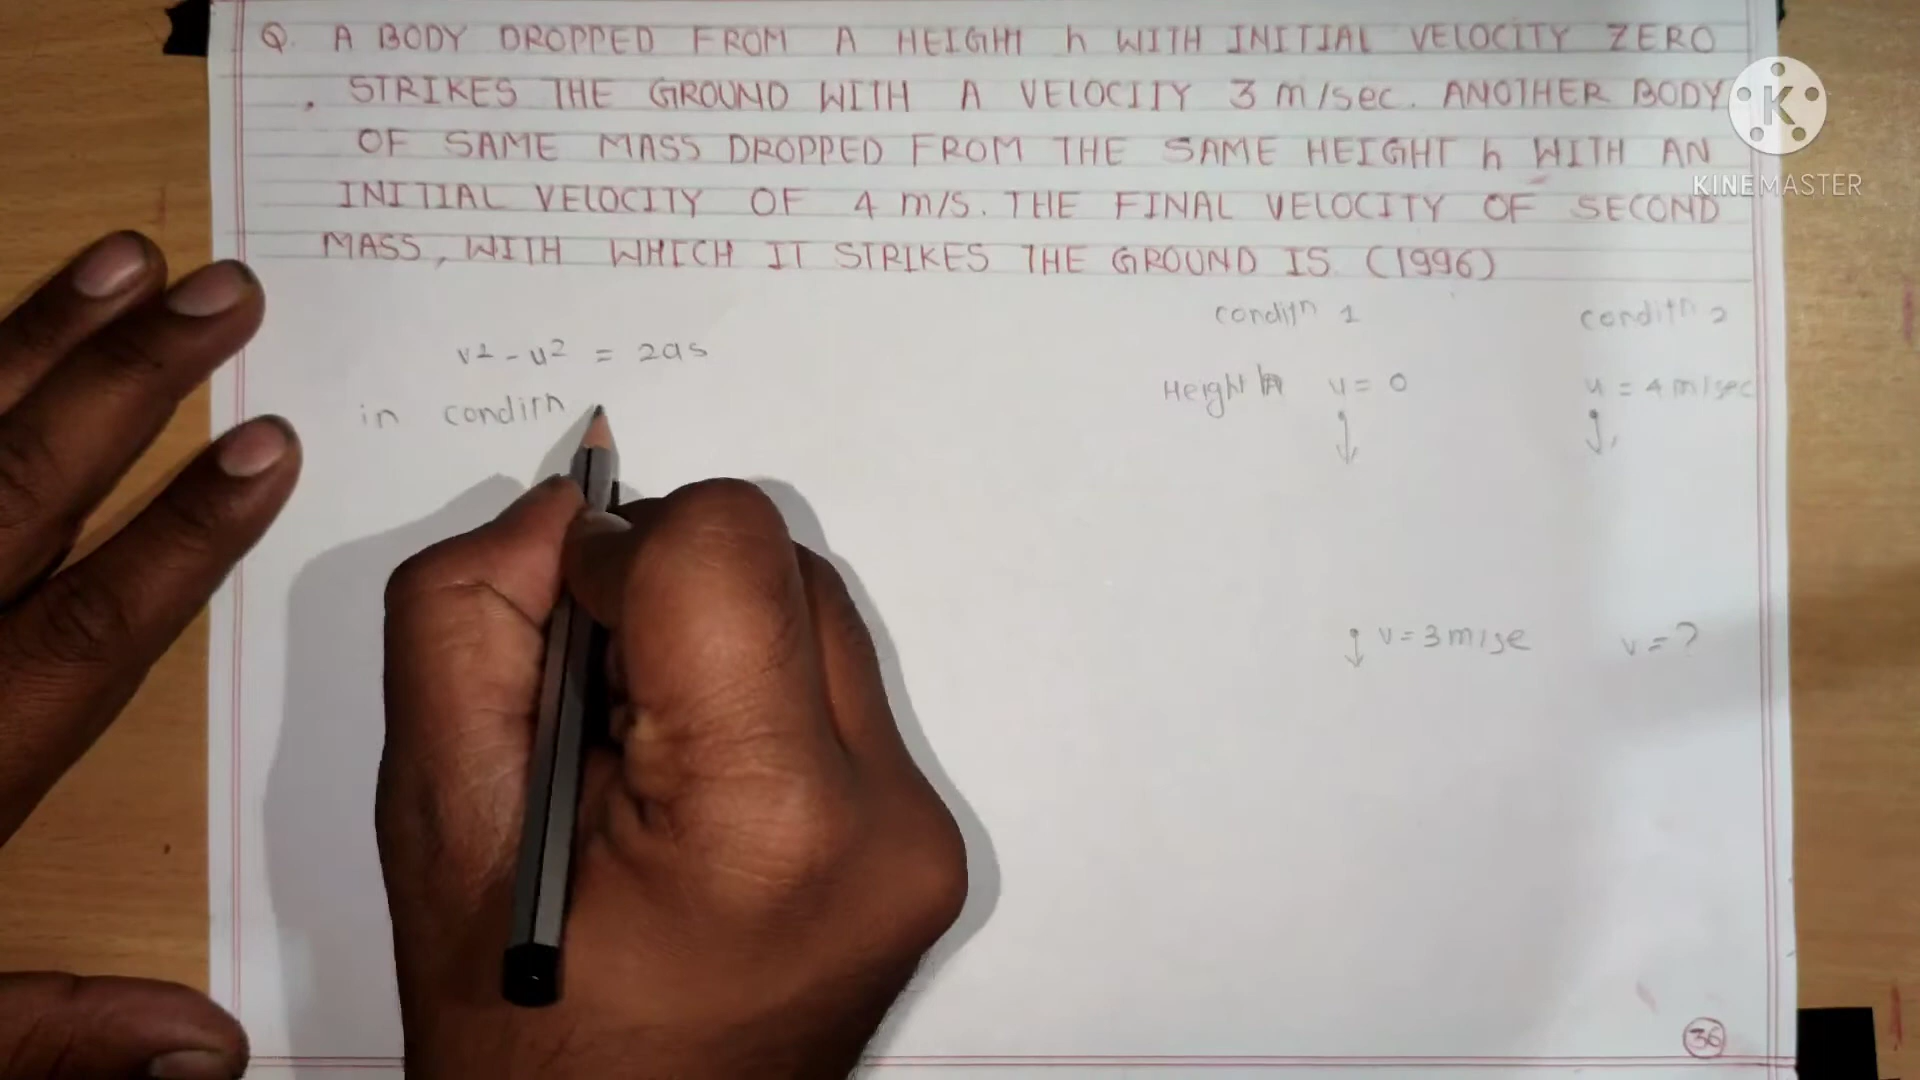 Q. A BODY DROPPED FROM A HEIGHT h WITH INITIAL VELOCITY ZERO
, STRIKES THE GROUND WITH A VELOCITY 3 m/sec. ANOTHER BODY
OF SAME MASS DROPPED FROM THE SAME HEIGHT h WITH AN
INITIAL VELOCITY OF 4 m/s. THE FINAL VELOCITY OF SECOND
MASS, WITH WHICH IT STRIKES THE GROUND IS (1996)
KINEMASTER
conditn 1 conditn 2
v² - u² = 2as
Height h u = 0 u = 4 m/sec
in conditn
v = 3 m/se v = ?
36